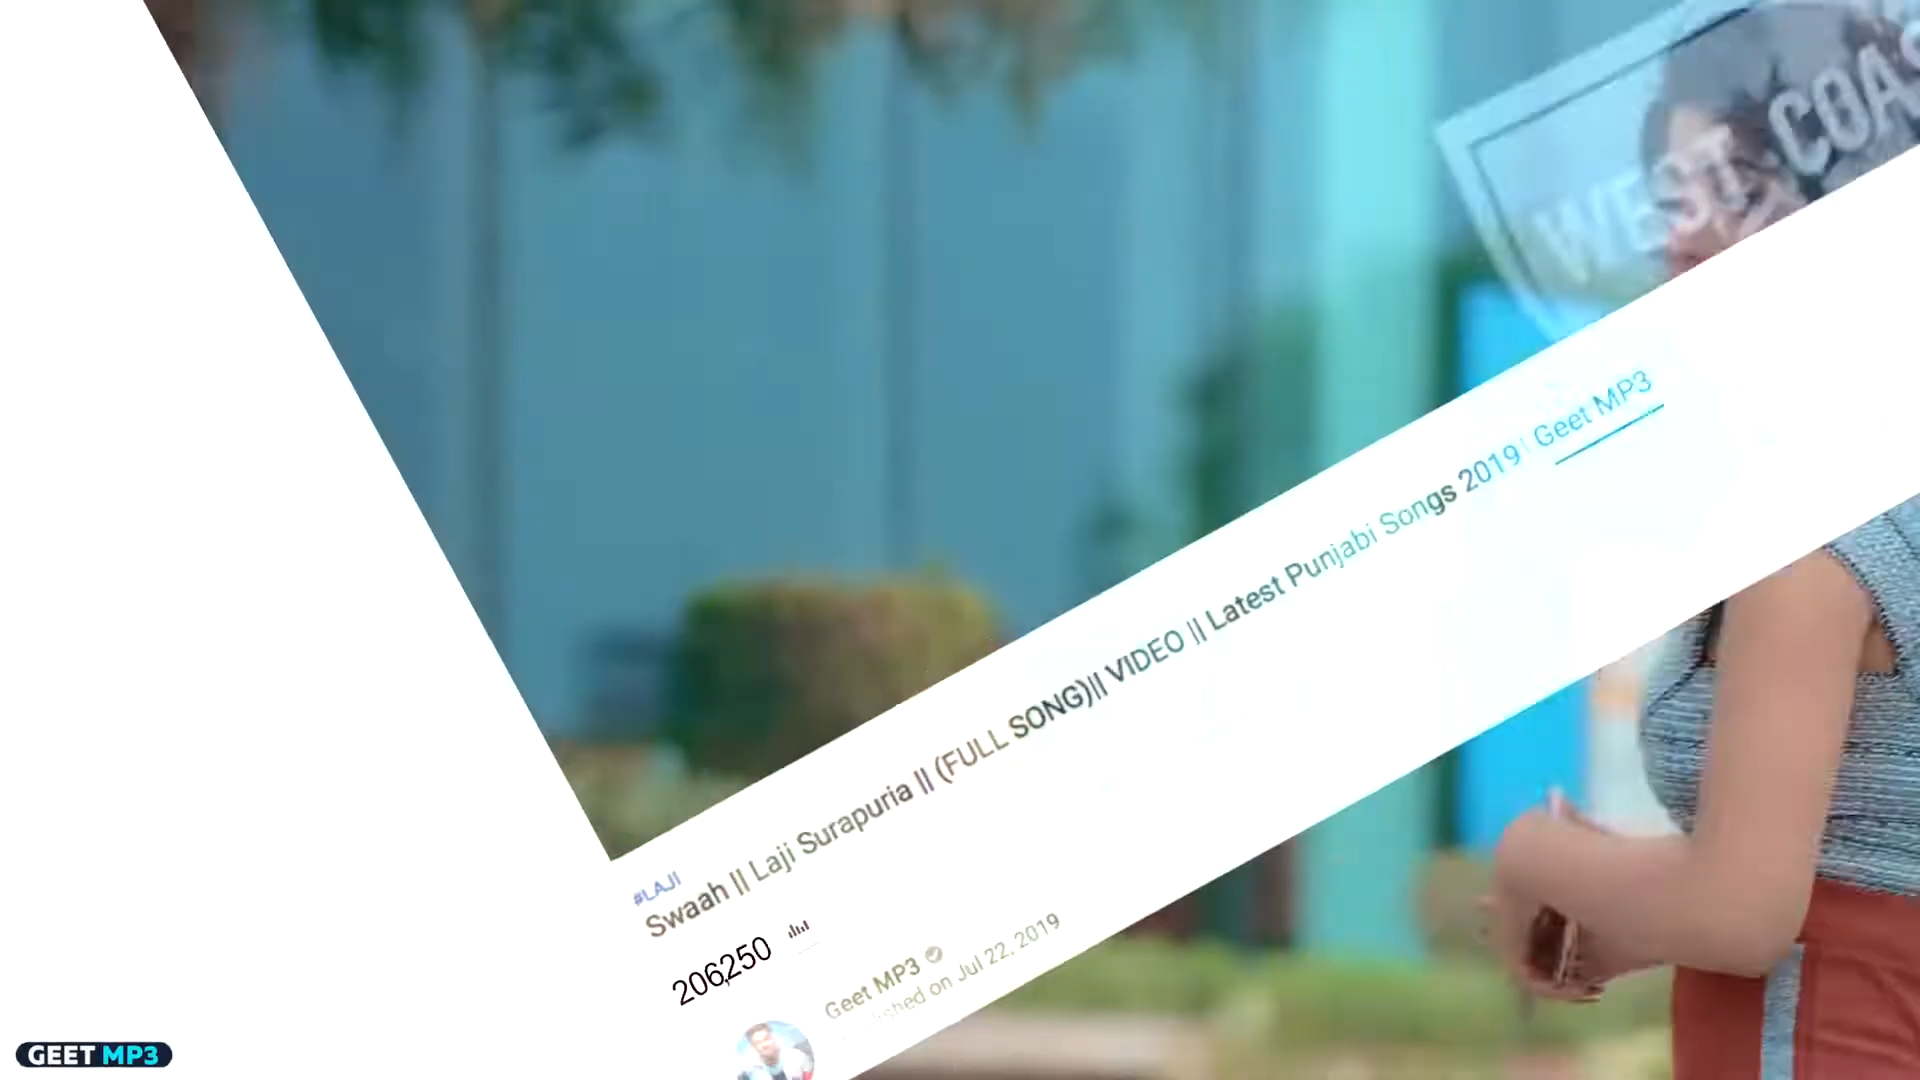 WEST COAS
#LAJI
Swaah || Laji Surapuria || (FULL SONG)|| VIDEO || Latest Punjabi Songs 2019 | Geet MP3
206,250
Geet MP3
ished on Jul 22, 2019
GEET MP3